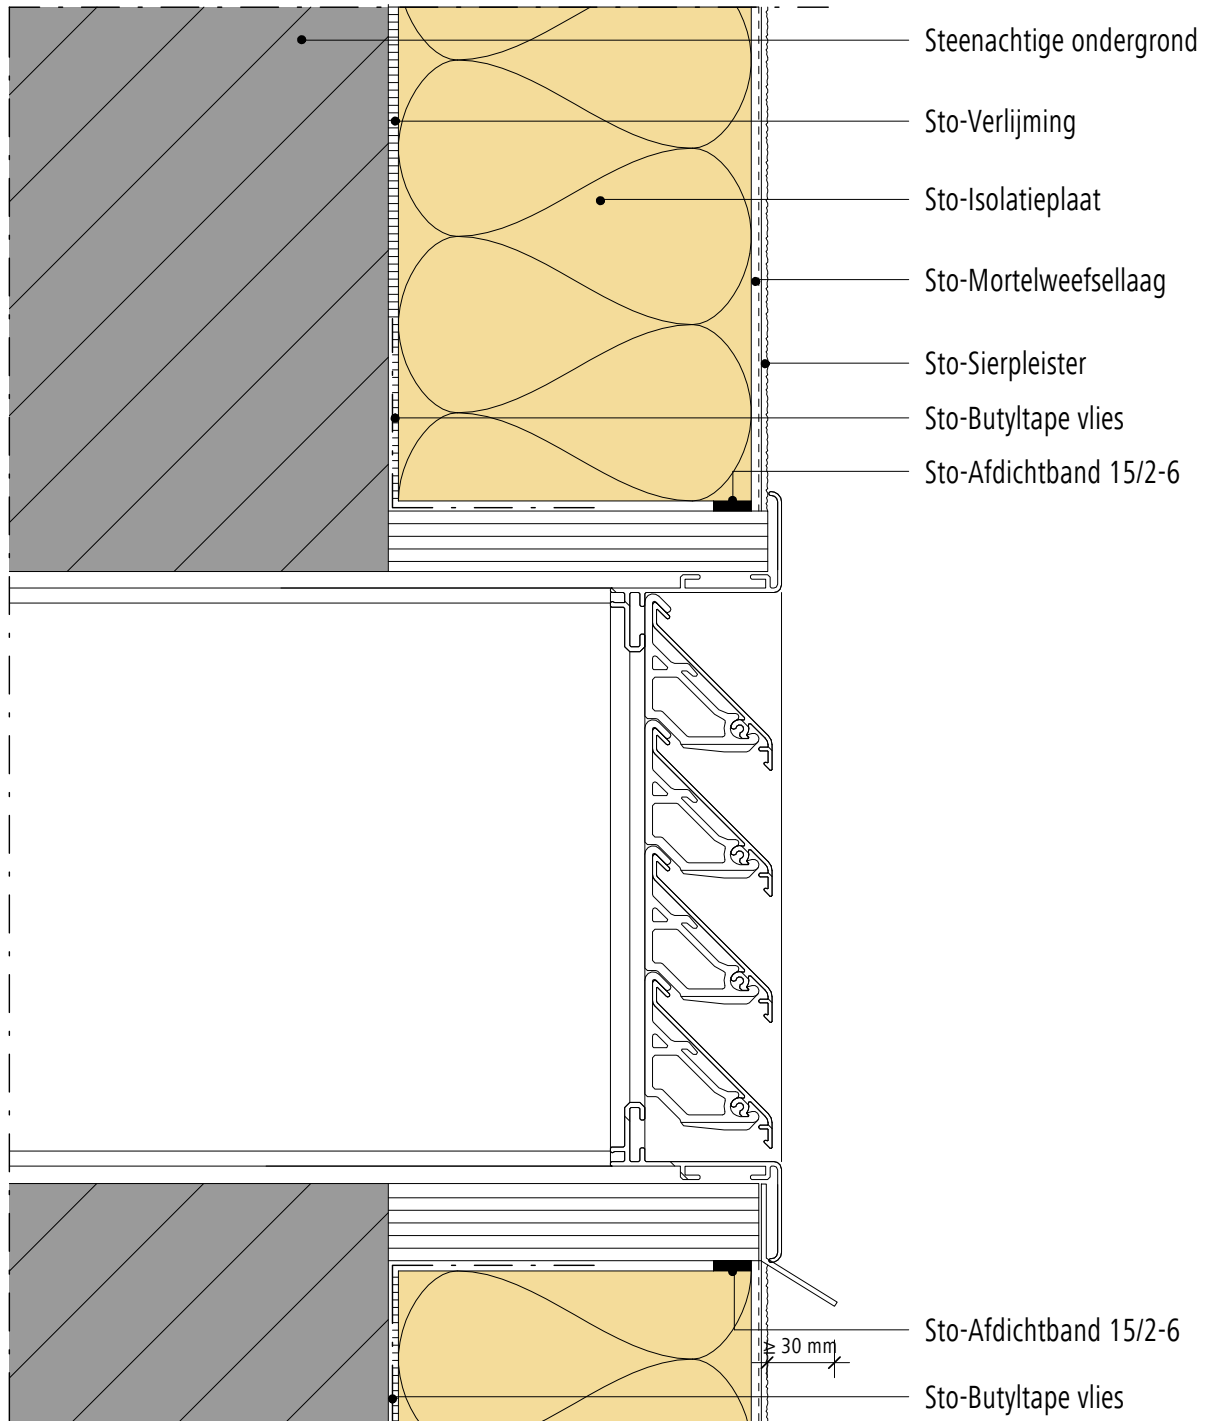 Steenachtige ondergrond
Sto-Verlijming
Sto-Isolatieplaat
Sto-Mortelweefsellaag
Sto-Sierpleister
Sto-Butyltape vlies
Sto-Afdichtband 15/2-6
Sto-Afdichtband 15/2-6
≥ 30 mm
Sto-Butyltape vlies